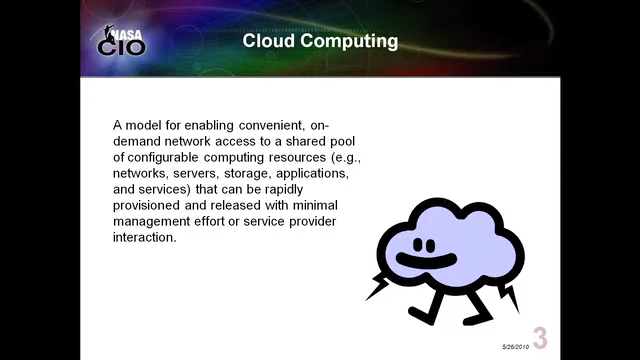 NASA
CIO
Cloud Computing
A model for enabling convenient, on-
demand network access to a shared pool
of configurable computing resources (e.g.,
networks, servers, storage, applications,
and services) that can be rapidly
provisioned and released with minimal
management effort or service provider
interaction.
5/26/2010
3